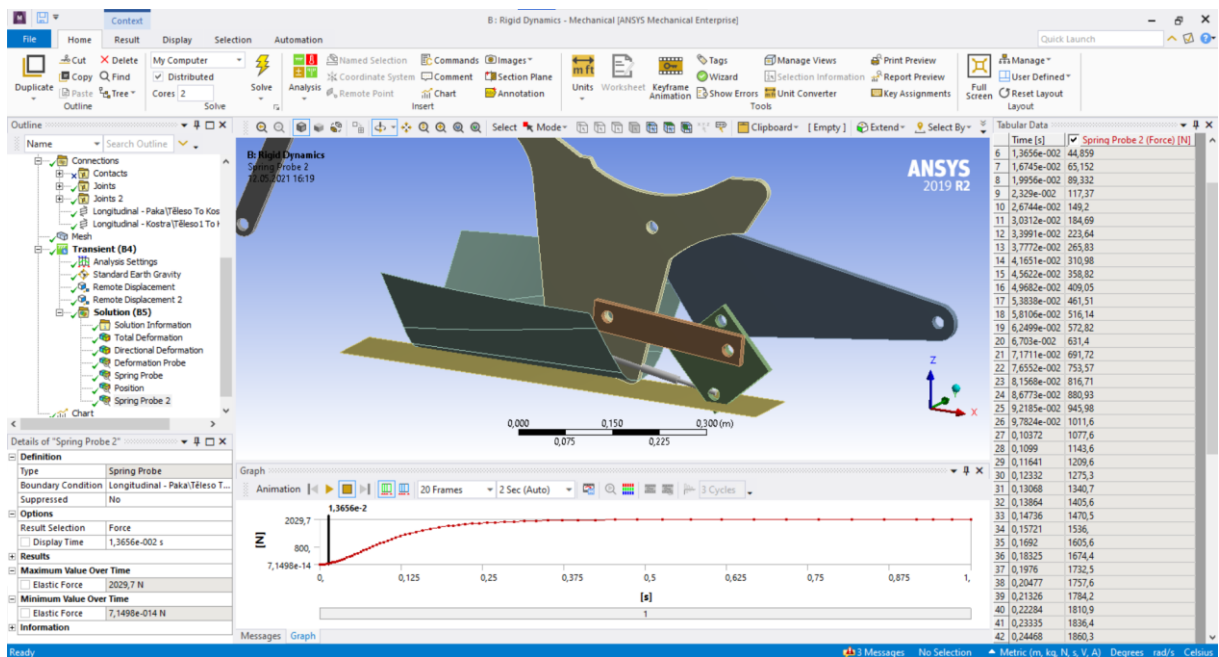 Context
B : Rigid Dynamics - Mechanical [ANSYS Mechanical Enterprise]
File Home Result Display Selection Automation Quick Launch
Duplicate
Cut
Copy
Paste
Delete
Find
Tree
Outline
My Computer
Distributed
Cores 2
Solve
Solve
Analysis
Named Selection
Coordinate System
Remote Point
Commands
Comment
Chart
Images
Section Plane
Annotation
Insert
Units
Worksheet
Keyframe
Animation
Tags
Wizard
Show Errors
Manage Views
Selection Information
Unit Converter
Print Preview
Report Preview
Key Assignments
Tools
Full
Screen
Manage
User Defined
Reset Layout
Layout
Outline
Name Search Outline
Connections
Contacts
Joints
Joints 2
Longitudinal - Paka\Těleso To Kos
Longitudinal - Kostra\Těleso1 To
Mesh
Transient (B4)
Analysis Settings
Standard Earth Gravity
Remote Displacement
Remote Displacement 2
Solution (B5)
Solution Information
Total Deformation
Directional Deformation
Deformation Probe
Spring Probe
Position
Spring Probe 2
Chart
Details of "Spring Probe 2"
Definition
Type Spring Probe
Boundary Condition Longitudinal - Paka\Těleso T...
Suppressed No
Options
Result Selection Force
Display Time 1,3656e-002 s
Results
Maximum Value Over Time
Elastic Force 2029,7 N
Minimum Value Over Time
Elastic Force 7,1498e-014 N
Information
Select Mode Clipboard [ Empty ] Extend Select By
B: Rigid Dynamics
Spring Probe 2
12.05.2021 16:19
ANSYS
2019 R2
Z
X
0,000 0,150 0,300 (m)
0,075 0,225
Graph
Animation 20 Frames 2 Sec (Auto) 3 Cycles
1,3656e-2
2029,7
800,
7,1498e-14
[N]
0, 0,125 0,25 0,375 0,5 0,625 0,75 0,875 1,
[s]
1
Messages Graph
Tabular Data
Time [s] Spring Probe 2 (Force) [N]
6 1,3656e-002 44,859
7 1,6745e-002 65,152
8 1,9956e-002 89,332
9 2,329e-002 117,37
10 2,6744e-002 149,2
11 3,0312e-002 184,69
12 3,3991e-002 223,64
13 3,7772e-002 265,83
14 4,1651e-002 310,98
15 4,5622e-002 358,82
16 4,9682e-002 409,05
17 5,3838e-002 461,51
18 5,8106e-002 516,14
19 6,2499e-002 572,82
20 6,703e-002 631,4
21 7,1711e-002 691,72
22 7,6552e-002 753,57
23 8,1568e-002 816,71
24 8,6773e-002 880,93
25 9,2185e-002 945,98
26 9,7824e-002 1011,6
27 0,10372 1077,6
28 0,1099 1143,6
29 0,11641 1209,6
30 0,12332 1275,3
31 0,13068 1340,7
32 0,13864 1405,6
33 0,14736 1470,5
34 0,15721 1536,
35 0,1692 1605,6
36 0,18325 1674,4
37 0,1976 1732,5
38 0,20477 1757,6
39 0,21326 1784,2
40 0,22284 1810,9
41 0,23335 1836,4
42 0,24468 1860,3
Ready 3 Messages No Selection Metric (m, kg, N, s, V, A) Degrees rad/s Celsius